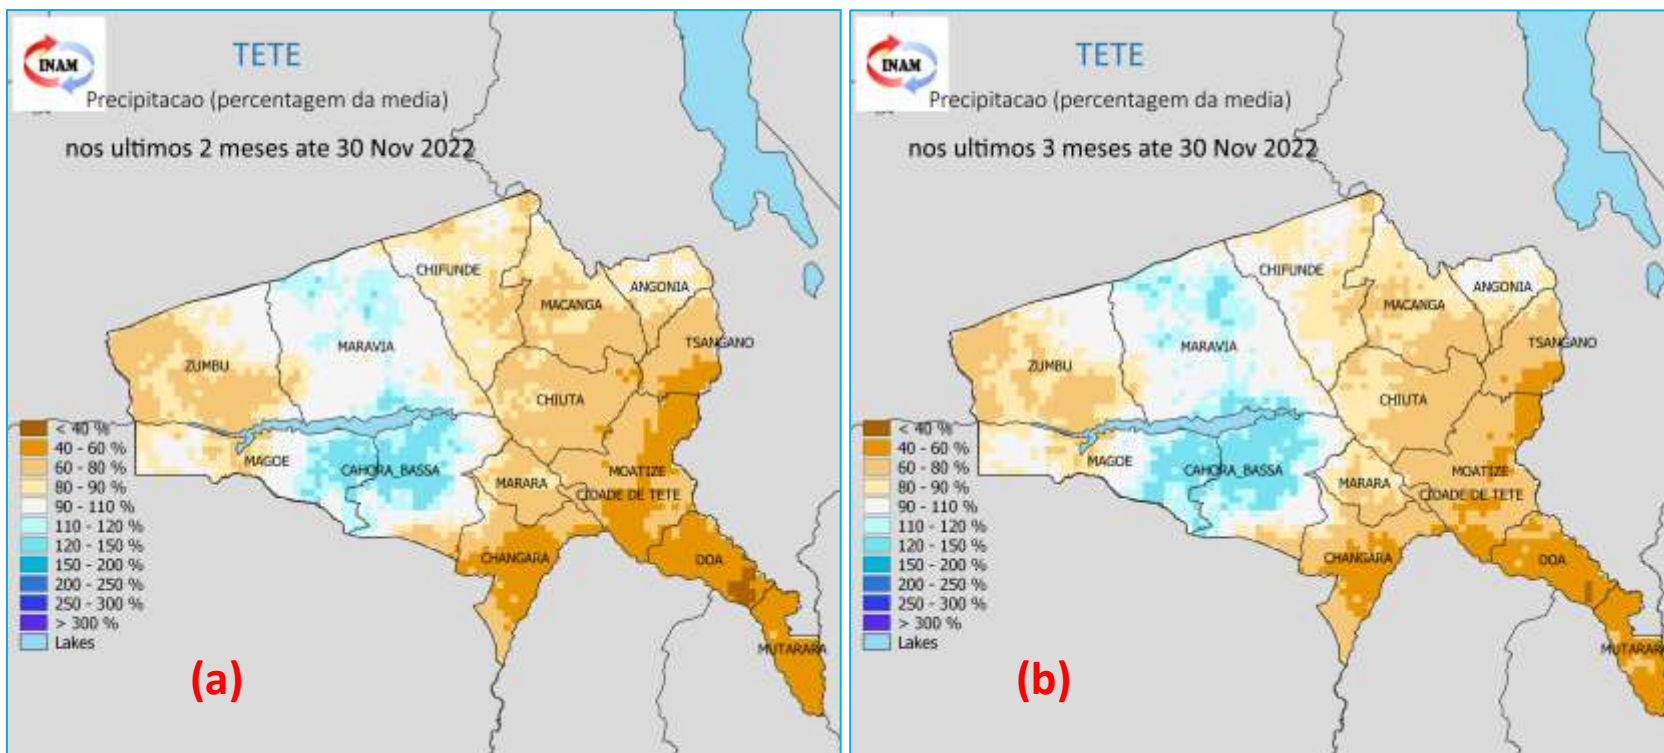 INAM
TETE
Precipitacao (percentagem da media)
nos ultimos 2 meses ate 30 Nov 2022
CHIFUNDE
ANGONIA
MACANGA
TSANGANO
MARAVIA
ZUMBU
CHIUTA
MAGOE
CAHORA_BASSA
MOATIZE
MARARA
CIDADE DE TETE
CHANGARA
DOA
MUTARARA
< 40 %
40 - 60 %
60 - 80 %
80 - 90 %
90 - 110 %
110 - 120 %
120 - 150 %
150 - 200 %
200 - 250 %
250 - 300 %
> 300 %
Lakes
(a)
INAM
TETE
Precipitacao (percentagem da media)
nos ultimos 3 meses ate 30 Nov 2022
CHIFUNDE
ANGONIA
MACANGA
TSANGANO
MARAVIA
ZUMBU
CHIUTA
MAGOE
CAHORA_BASSA
MOATIZE
MARARA
CIDADE DE TETE
CHANGARA
DOA
MUTARARA
< 40 %
40 - 60 %
60 - 80 %
80 - 90 %
90 - 110 %
110 - 120 %
120 - 150 %
150 - 200 %
200 - 250 %
250 - 300 %
> 300 %
Lakes
(b)